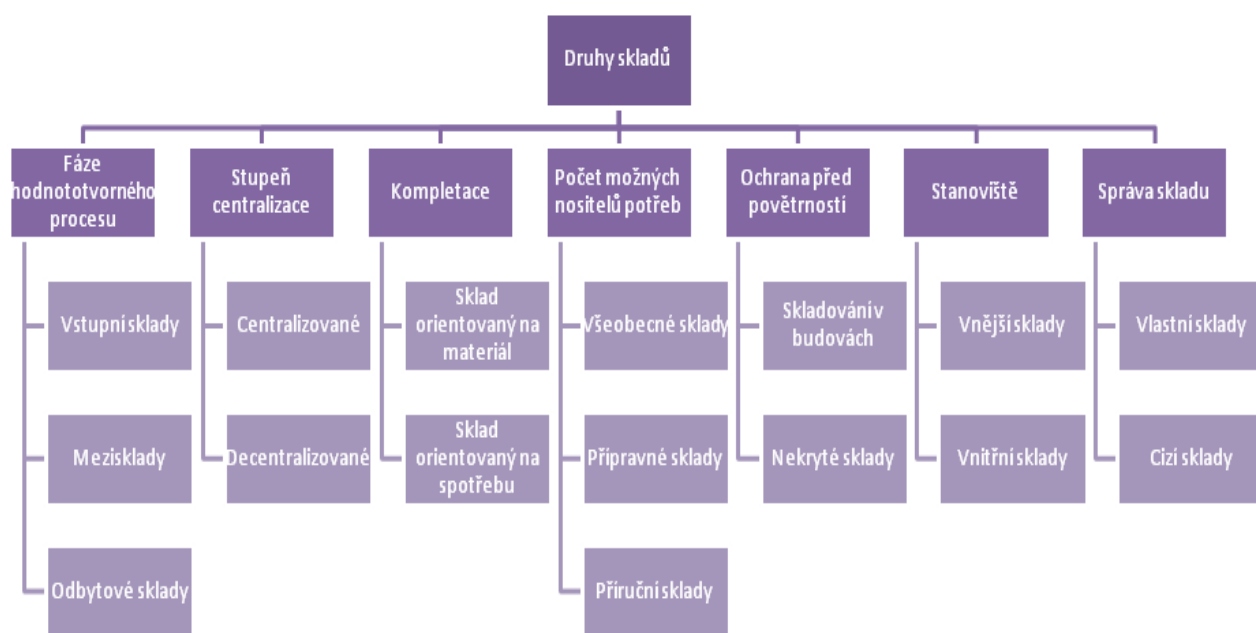 Druhy skladů
Fáze
hodnototvorného
procesu
Stupeň
centralizace
Kompletace
Počet možných
nositelů potřeb
Ochrana před
povětrností
Stanoviště
Správa skladu
Vstupní sklady
Centralizované
Sklad
orientovaný na
materiál
Všeobecné sklady
Skladování v
budovách
Vnější sklady
Vlastní sklady
Mezisklady
Decentralizované
Sklad
orientovaný na
spotřebu
Přípravné sklady
Nekryté sklady
Vnitřní sklady
Cizí sklady
Odbytové sklady
Příruční sklady